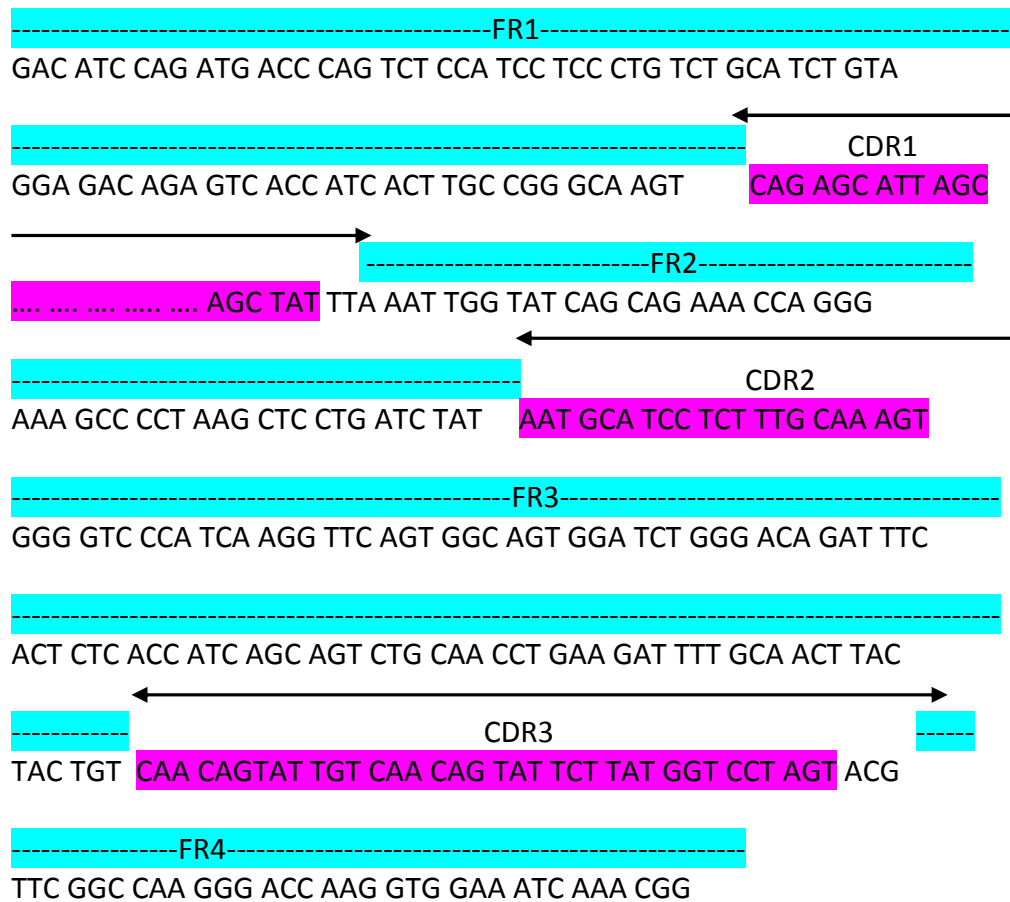 ------------------------------------------------FR1-----------------------------------------------
GAC ATC CAG ATG ACC CAG TCT CCA TCC TCC CTG TCT GCA TCT GTA
--------------------------------------------------------------------------- CDR1
GGA GAC AGA GTC ACC ATC ACT TGC CGG GCA AGT CAG AGC ATT AGC
-----------------------------FR2----------------------------
.... .... .... ..... .... AGC TAT TTA AAT TGG TAT CAG CAG AAA CCA GGG
---------------------------------------------------- CDR2
AAA GCC CCT AAG CTC CTG ATC TAT AAT GCA TCC TCT TTG CAA AGT
---------------------------------------------------FR3---------------------------------------------
GGG GTC CCA TCA AGG TTC AGT GGC AGT GGA TCT GGG ACA GAT TTC
-----------------------------------------------------------------------------------------------------
ACT CTC ACC ATC AGC AGT CTG CAA CCT GAA GAT TTT GCA ACT TAC
------------ CDR3 ------
TAC TGT CAA CAGTAT TGT CAA CAG TAT TCT TAT GGT CCT AGT ACG
-----------------FR4-----------------------------------------------------
TTC GGC CAA GGG ACC AAG GTG GAA ATC AAA CGG